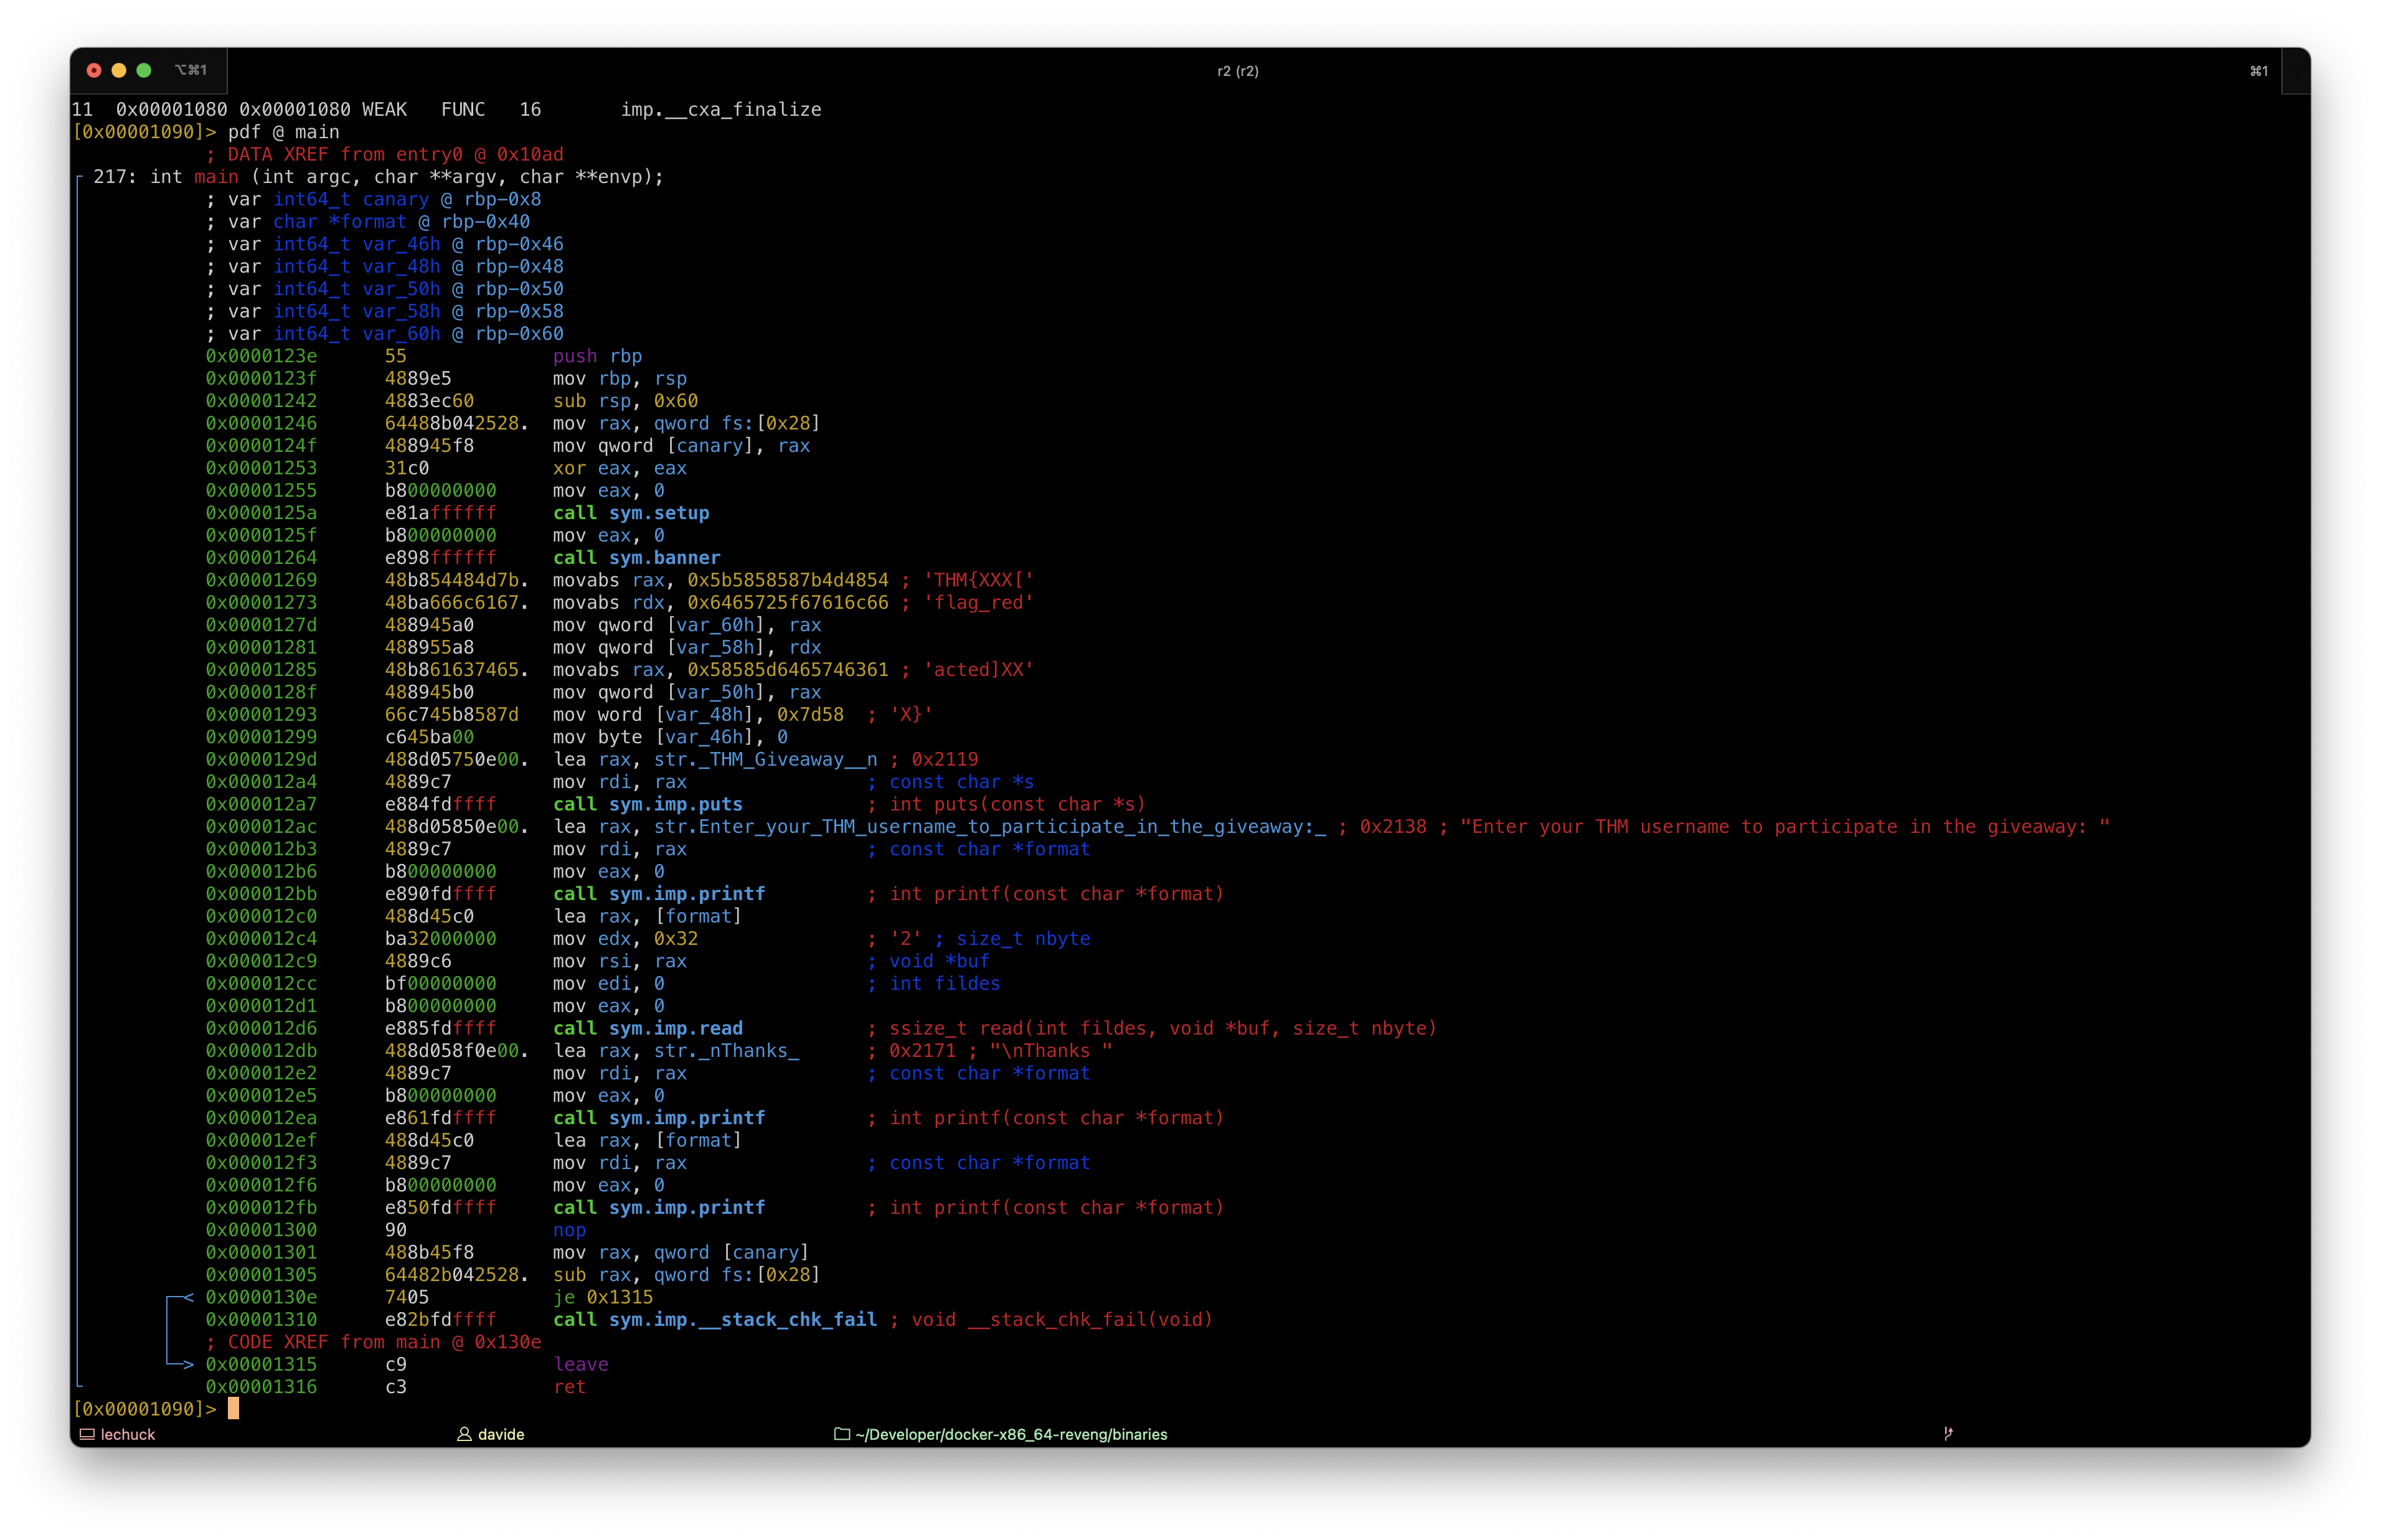 ⌥⌘1 r2 (r2) ⌘1
11  0x00001080 0x00001080 WEAK   FUNC   16       imp.__cxa_finalize
[0x00001090]> pdf @ main
; DATA XREF from entry0 @ 0x10ad
217: int main (int argc, char **argv, char **envp);
; var int64_t canary @ rbp-0x8
; var char *format @ rbp-0x40
; var int64_t var_46h @ rbp-0x46
; var int64_t var_48h @ rbp-0x48
; var int64_t var_50h @ rbp-0x50
; var int64_t var_58h @ rbp-0x58
; var int64_t var_60h @ rbp-0x60
0x0000123e      55             push rbp
0x0000123f      4889e5         mov rbp, rsp
0x00001242      4883ec60       sub rsp, 0x60
0x00001246      64488b042528.  mov rax, qword fs:[0x28]
0x0000124f      488945f8       mov qword [canary], rax
0x00001253      31c0           xor eax, eax
0x00001255      b800000000     mov eax, 0
0x0000125a      e81affffff     call sym.setup
0x0000125f      b800000000     mov eax, 0
0x00001264      e898ffffff     call sym.banner
0x00001269      48b854484d7b.  movabs rax, 0x5b5858587b4d4854 ; 'THM{XXX['
0x00001273      48ba666c6167.  movabs rdx, 0x6465725f67616c66 ; 'flag_red'
0x0000127d      488945a0       mov qword [var_60h], rax
0x00001281      488955a8       mov qword [var_58h], rdx
0x00001285      48b861637465.  movabs rax, 0x58585d6465746361 ; 'acted]XX'
0x0000128f      488945b0       mov qword [var_50h], rax
0x00001293      66c745b8587d   mov word [var_48h], 0x7d58  ; 'X}'
0x00001299      c645ba00       mov byte [var_46h], 0
0x0000129d      488d05750e00.  lea rax, str._THM_Giveaway__n ; 0x2119
0x000012a4      4889c7         mov rdi, rax                ; const char *s
0x000012a7      e884fdffff     call sym.imp.puts           ; int puts(const char *s)
0x000012ac      488d05850e00.  lea rax, str.Enter_your_THM_username_to_participate_in_the_giveaway:_ ; 0x2138 ; "Enter your THM username to participate in the giveaway: "
0x000012b3      4889c7         mov rdi, rax                ; const char *format
0x000012b6      b800000000     mov eax, 0
0x000012bb      e890fdffff     call sym.imp.printf         ; int printf(const char *format)
0x000012c0      488d45c0       lea rax, [format]
0x000012c4      ba32000000     mov edx, 0x32               ; '2' ; size_t nbyte
0x000012c9      4889c6         mov rsi, rax                ; void *buf
0x000012cc      bf00000000     mov edi, 0                  ; int fildes
0x000012d1      b800000000     mov eax, 0
0x000012d6      e885fdffff     call sym.imp.read           ; ssize_t read(int fildes, void *buf, size_t nbyte)
0x000012db      488d058f0e00.  lea rax, str._nThanks_      ; 0x2171 ; "\nThanks "
0x000012e2      4889c7         mov rdi, rax                ; const char *format
0x000012e5      b800000000     mov eax, 0
0x000012ea      e861fdffff     call sym.imp.printf         ; int printf(const char *format)
0x000012ef      488d45c0       lea rax, [format]
0x000012f3      4889c7         mov rdi, rax                ; const char *format
0x000012f6      b800000000     mov eax, 0
0x000012fb      e850fdffff     call sym.imp.printf         ; int printf(const char *format)
0x00001300      90             nop
0x00001301      488b45f8       mov rax, qword [canary]
0x00001305      64482b042528.  sub rax, qword fs:[0x28]
< 0x0000130e      7405           je 0x1315
0x00001310      e82bfdffff     call sym.imp.__stack_chk_fail ; void __stack_chk_fail(void)
; CODE XREF from main @ 0x130e
> 0x00001315      c9             leave
0x00001316      c3             ret
[0x00001090]>
lechuck davide ~/Developer/docker-x86_64-reveng/binaries